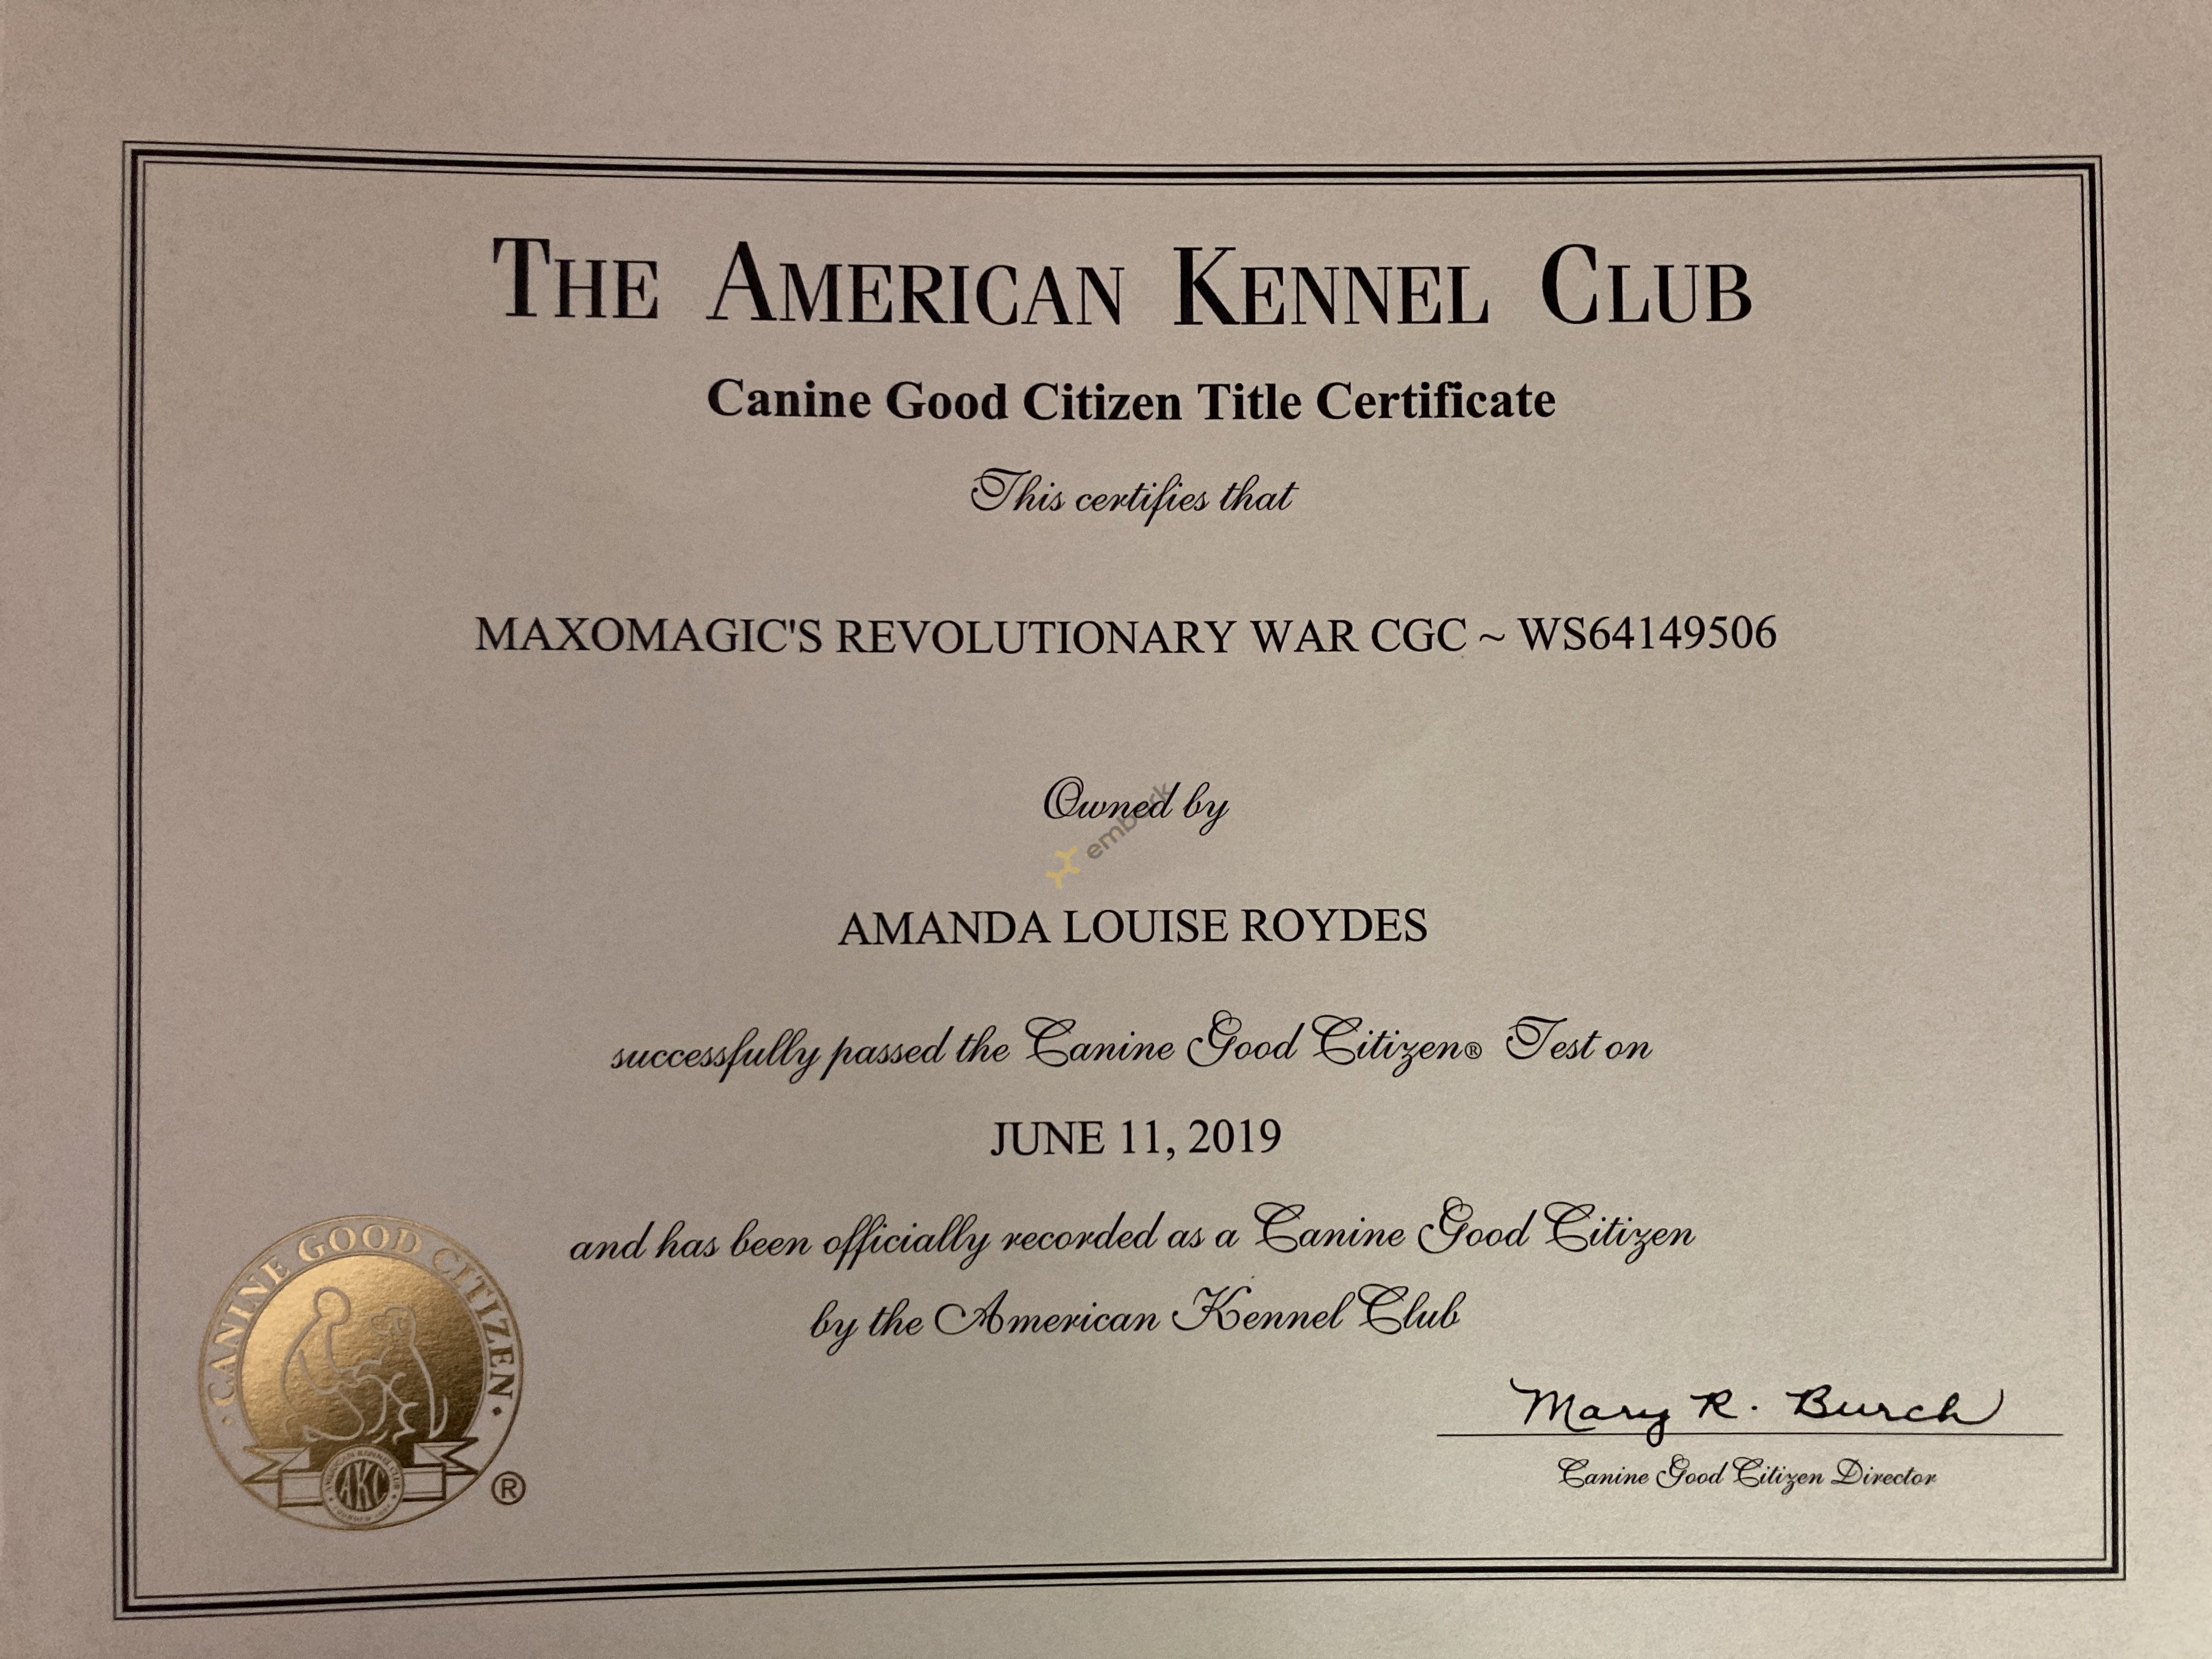 THE AMERICAN KENNEL CLUB
Canine Good Citizen Title Certificate
This certifies that
MAXOMAGIC'S REVOLUTIONARY WAR CGC ~ WS64149506
Owned by
embark
AMANDA LOUISE ROYDES
successfully passed the Canine Good Citizen® Test on
JUNE 11, 2019
and has been officially recorded as a Canine Good Citizen
by the American Kennel Club
· CANINE GOOD CITIZEN ·
AKC
®
Mary R. Burch
Canine Good Citizen Director